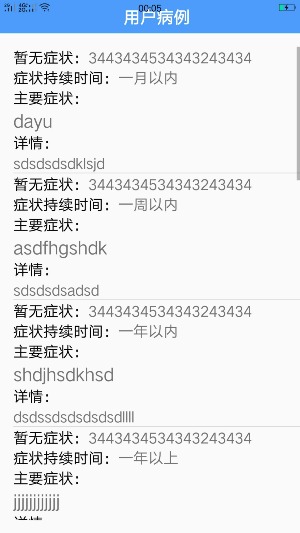 00:05
用户病例
暂无症状：3443434534343243434
症状持续时间：一月以内
主要症状：
dayu
详情：
sdsdsdsdklsjd
暂无症状：3443434534343243434
症状持续时间：一周以内
主要症状：
asdfhgshdk
详情：
sdsdsdsadsd
暂无症状：3443434534343243434
症状持续时间：一年以内
主要症状：
shdjhsdkhsd
详情：
dsdssdsdsdsdsdllll
暂无症状：3443434534343243434
症状持续时间：一年以上
主要症状：
jjjjjjjjjjjj
详情：